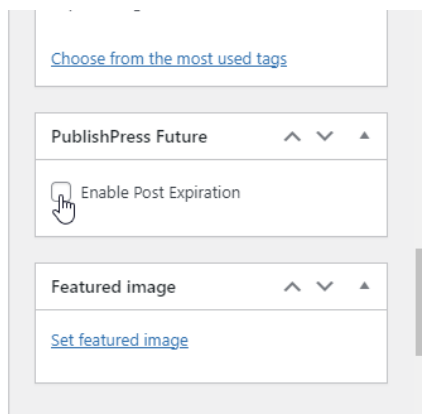 Choose from the most used tags
PublishPress Future
Enable Post Expiration
Featured image
Set featured image